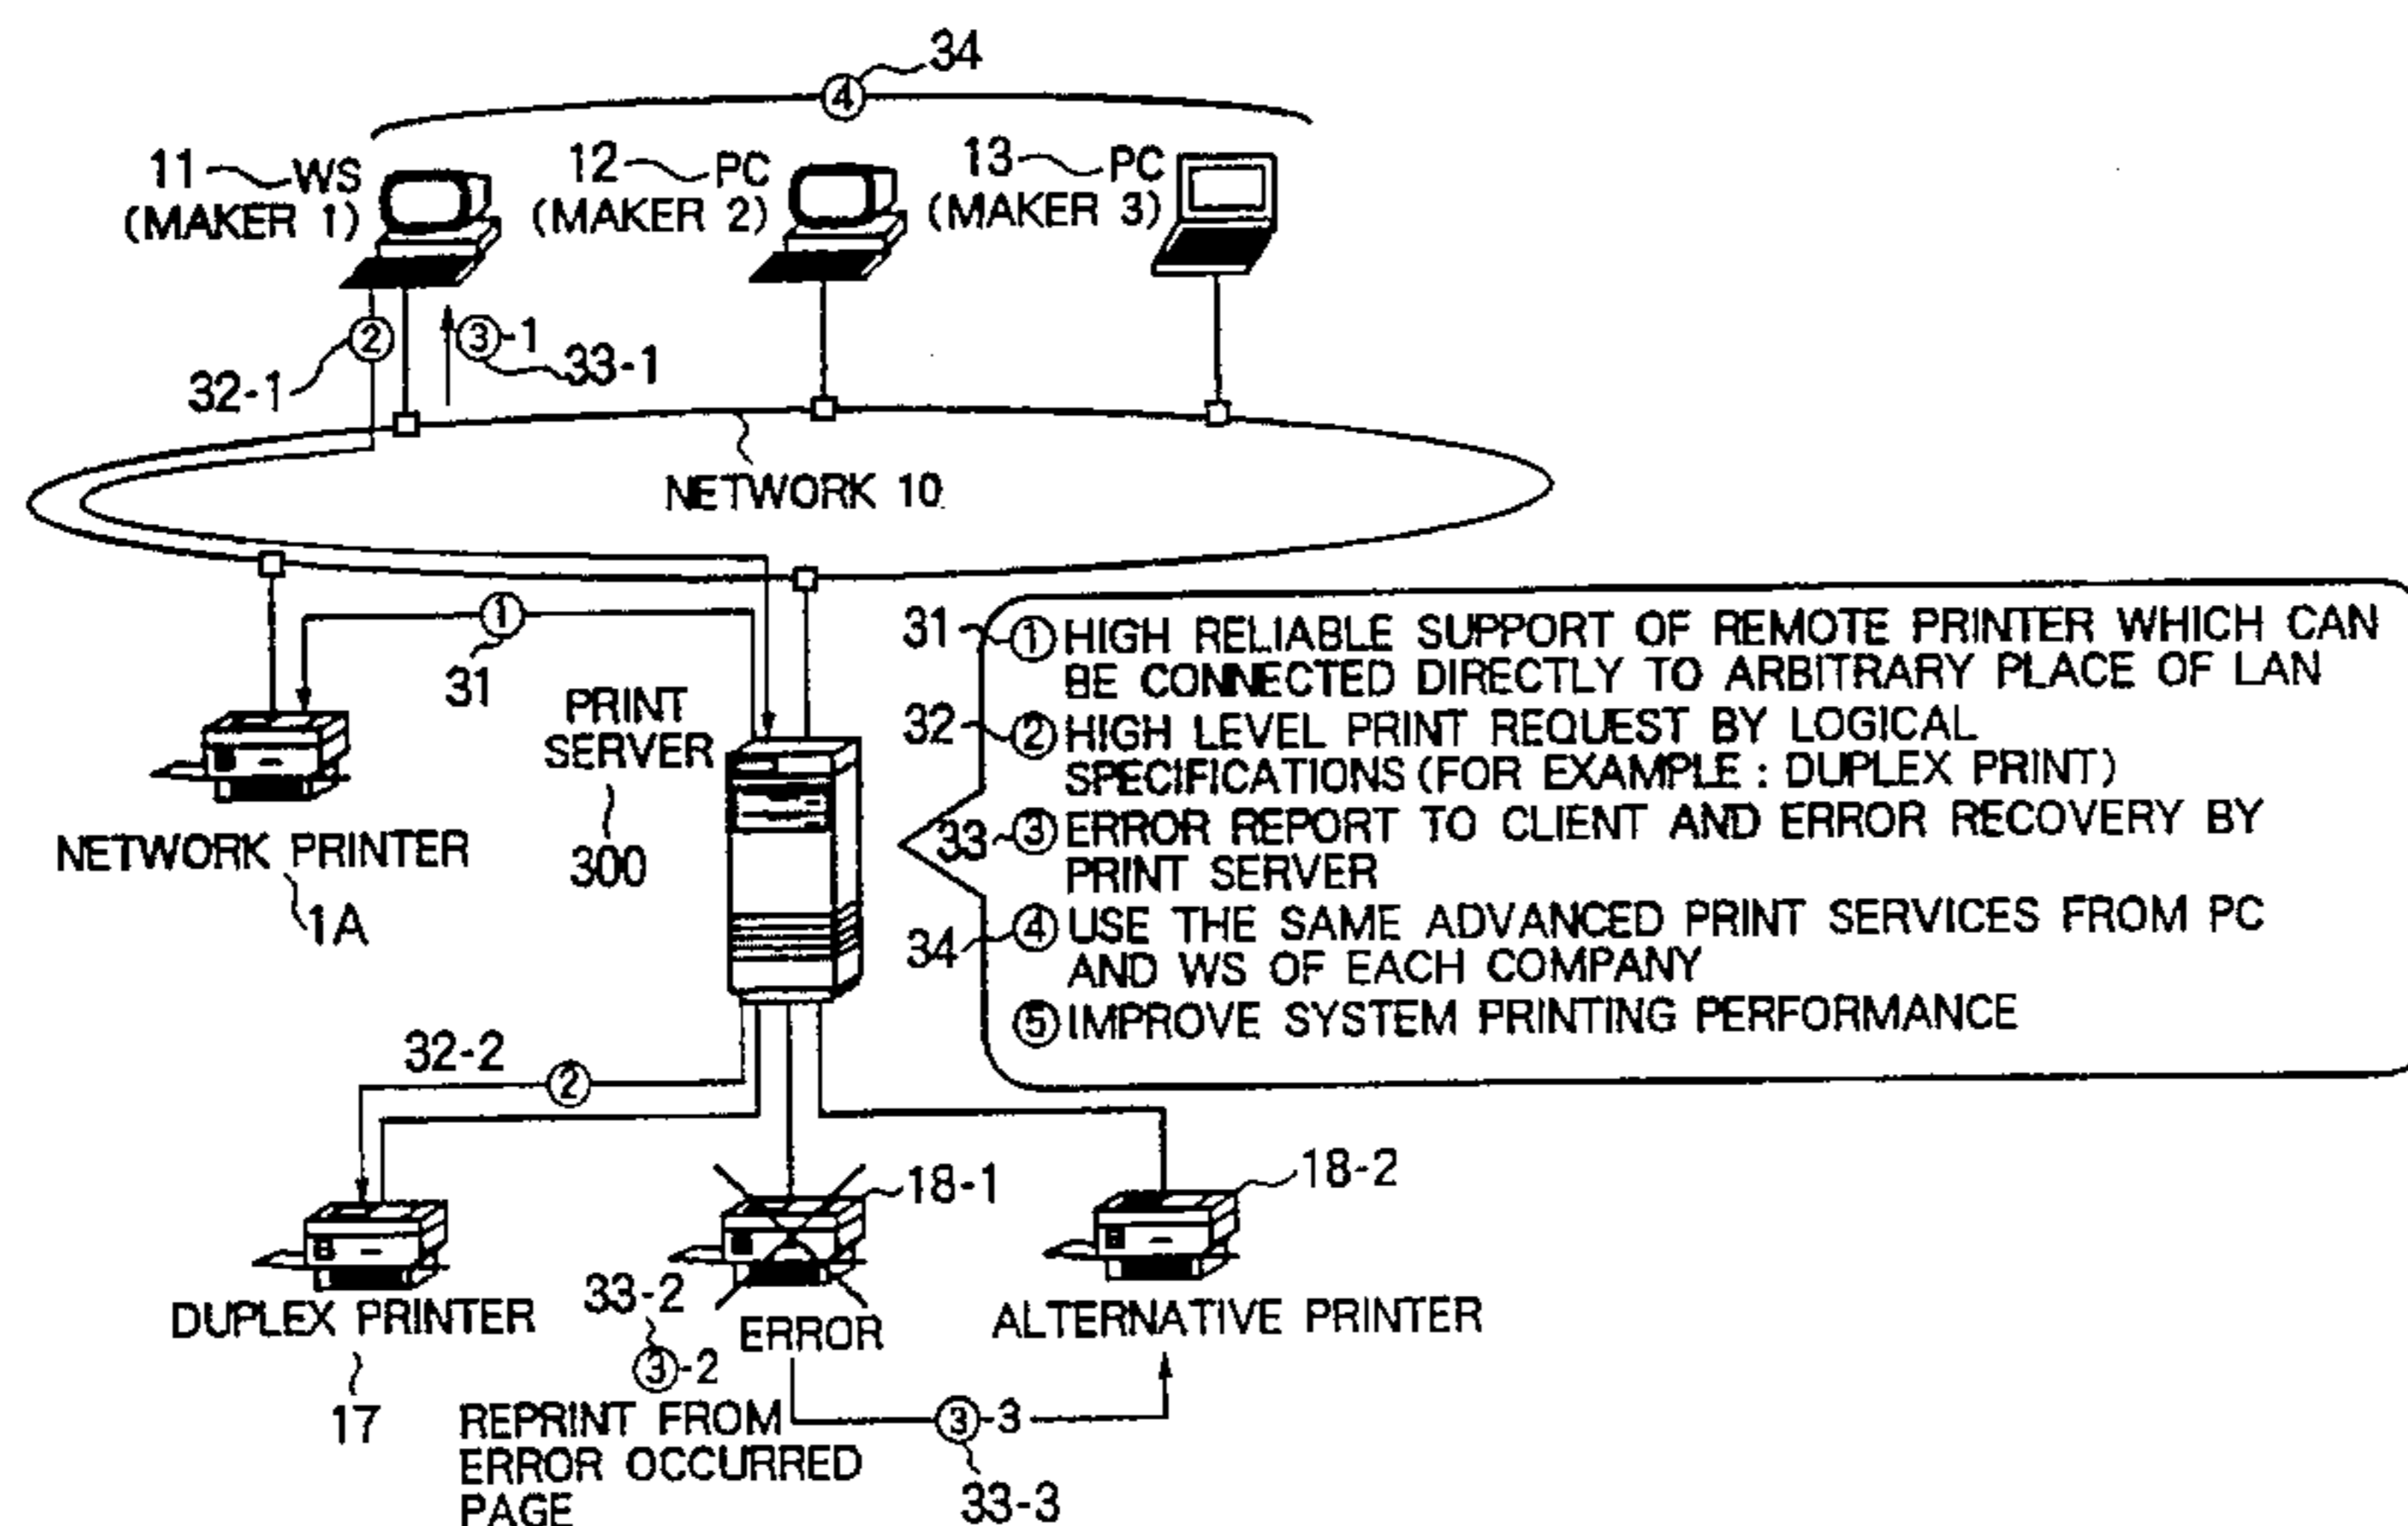 ④ 34
11 WS
(MAKER 1)
12 PC
(MAKER 2)
13 PC
(MAKER 3)
②
32-1
③-1
33-1
NETWORK 10
①
31
PRINT
SERVER
300
NETWORK PRINTER
1A
31 ① HIGH RELIABLE SUPPORT OF REMOTE PRINTER WHICH CAN
BE CONNECTED DIRECTLY TO ARBITRARY PLACE OF LAN
32 ② HIGH LEVEL PRINT REQUEST BY LOGICAL
SPECIFICATIONS (FOR EXAMPLE : DUPLEX PRINT)
33 ③ ERROR REPORT TO CLIENT AND ERROR RECOVERY BY
PRINT SERVER
34 ④ USE THE SAME ADVANCED PRINT SERVICES FROM PC
AND WS OF EACH COMPANY
⑤ IMPROVE SYSTEM PRINTING PERFORMANCE
32-2
②
18-1
18-2
DUPLEX PRINTER
17
33-2
③-2
ERROR
ALTERNATIVE PRINTER
REPRINT FROM
ERROR OCCURRED
PAGE
③-3
33-3